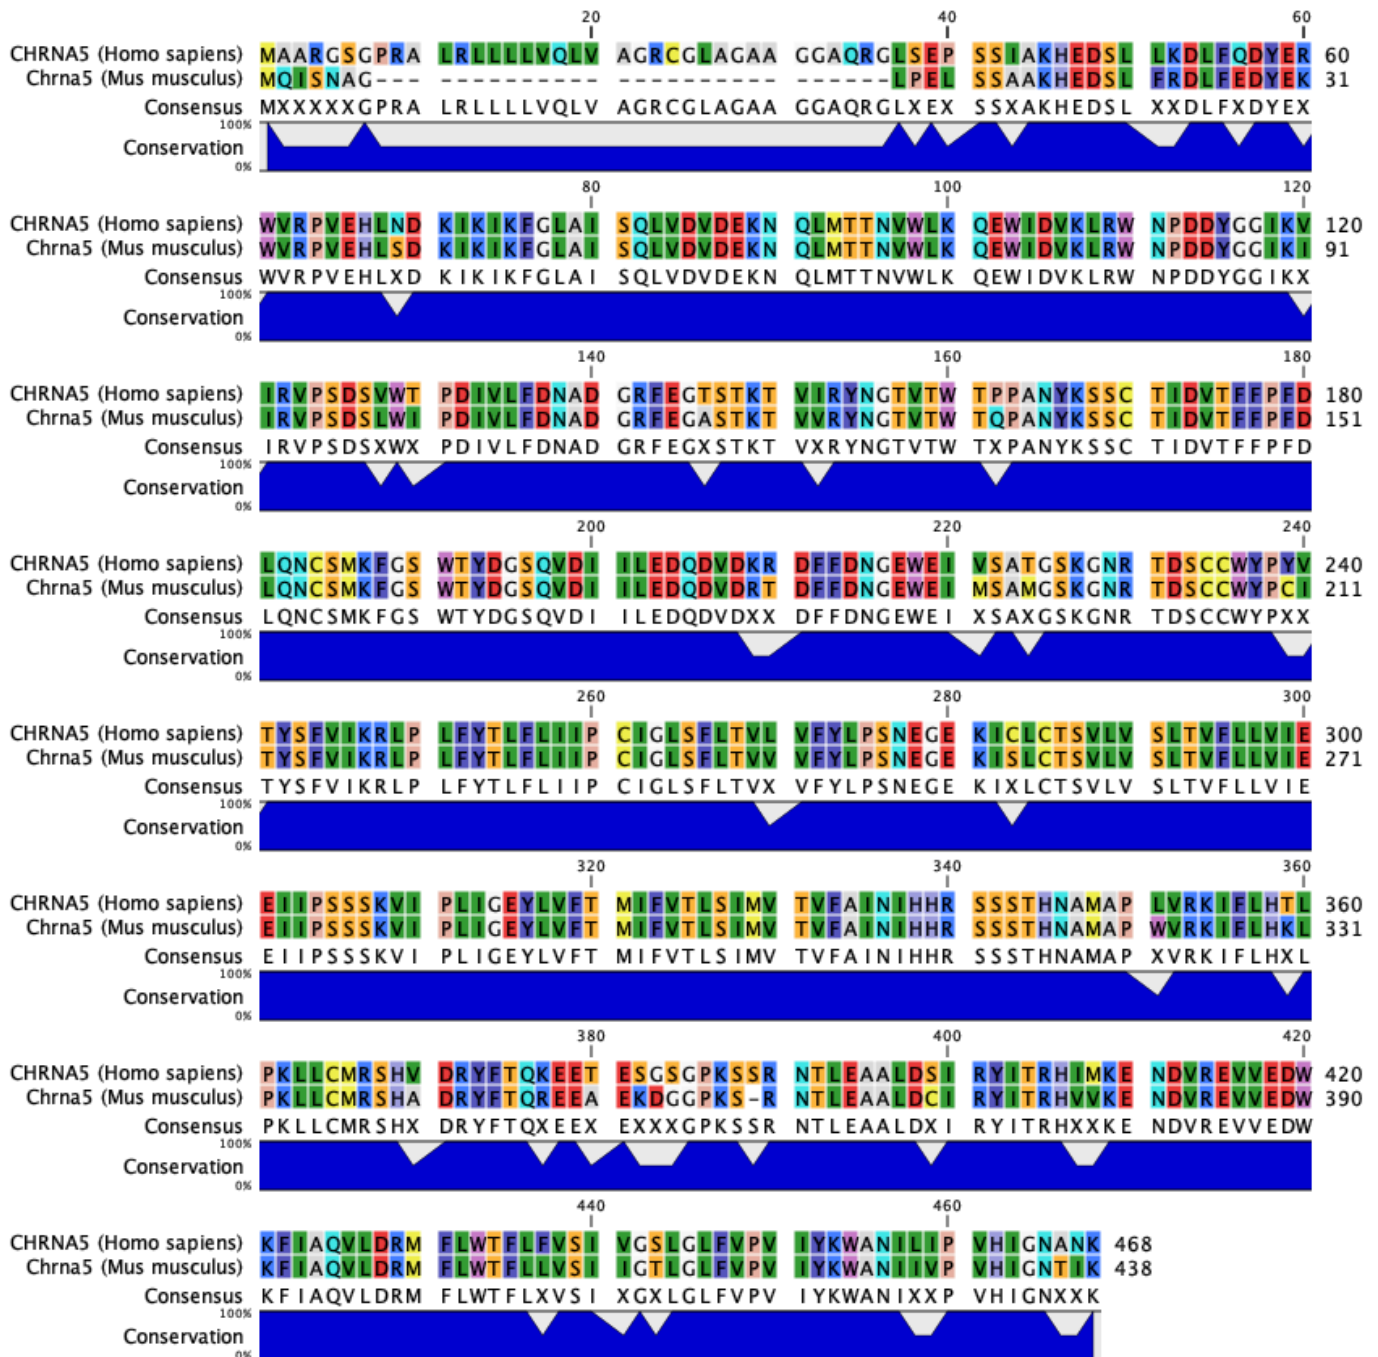 20 40 60
CHRNA5 (Homo sapiens) MAARGSGPRA LRLLLLVQLV AGRCGLAGAA GGAQRGLSEP SSIAKHEDSL LKDLFQDYER 60
Chrna5 (Mus musculus) MQISNAG--- ---------- ---------- ------LPEL SSAAKHEDSL FRDLFEDYEK 31
Consensus MXXXXXGPRA LRLLLLVQLV AGRCGLAGAA GGAQRGLXEX SSXAKHEDSL XXDLFXDYEX
100%
Conservation
0%
80 100 120
CHRNA5 (Homo sapiens) WVRPVEHLND KIKIKFGLAI SQLVDVDEKN QLMTTNVWLK QEWIDVKLRW NPDDYGGIKV 120
Chrna5 (Mus musculus) WVRPVEHLSD KIKIKFGLAI SQLVDVDEKN QLMTTNVWLK QEWIDVKLRW NPDDYGGIKI 91
Consensus WVRPVEHLXD KIKIKFGLAI SQLVDVDEKN QLMTTNVWLK QEWIDVKLRW NPDDYGGIKX
100%
Conservation
0%
140 160 180
CHRNA5 (Homo sapiens) IRVPSDSVWT PDIVLFDNAD GRFEGTSTKT VIRYNGTVTW TPPANYKSSC TIDVTFFPFD 180
Chrna5 (Mus musculus) IRVPSDSLWI PDIVLFDNAD GRFEGASTKT VVRYNGTVTW TQPANYKSSC TIDVTFFPFD 151
Consensus IRVPSDSXWX PDIVLFDNAD GRFEGXSTKT VXRYNGTVTW TXPANYKSSC TIDVTFFPFD
100%
Conservation
0%
200 220 240
CHRNA5 (Homo sapiens) LQNCSMKFGS WTYDGSQVDI ILEDQDVDKR DFFDNGEWEI VSATGSKGNR TDSCCWYPYV 240
Chrna5 (Mus musculus) LQNCSMKFGS WTYDGSQVDI ILEDQDVDRT DFFDNGEWEI MSAMGSKGNR TDSCCWYPCI 211
Consensus LQNCSMKFGS WTYDGSQVDI ILEDQDVDXX DFFDNGEWEI XSAXGSKGNR TDSCCWYPXX
100%
Conservation
0%
260 280 300
CHRNA5 (Homo sapiens) TYSFVIKRLP LFYTLFLIIP CIGLSFLTVL VFYLPSNEGE KICLCTSVLV SLTVFLLVIE 300
Chrna5 (Mus musculus) TYSFVIKRLP LFYTLFLIIP CIGLSFLTVV VFYLPSNEGE KISLCTSVLV SLTVFLLVIE 271
Consensus TYSFVIKRLP LFYTLFLIIP CIGLSFLTVX VFYLPSNEGE KIXLCTSVLV SLTVFLLVIE
100%
Conservation
0%
320 340 360
CHRNA5 (Homo sapiens) EIIPSSSKVI PLIGEYLVFT MIFVTLSIMV TVFAINIHHR SSSTHNAMAP LVRKIFLHTL 360
Chrna5 (Mus musculus) EIIPSSSKVI PLIGEYLVFT MIFVTLSIMV TVFAINIHHR SSSTHNAMAP WVRKIFLHKL 331
Consensus EIIPSSSKVI PLIGEYLVFT MIFVTLSIMV TVFAINIHHR SSSTHNAMAP XVRKIFLHXL
100%
Conservation
0%
380 400 420
CHRNA5 (Homo sapiens) PKLLCMRSHV DRYFTQKEET ESGSGPKSSR NTLEAALDSI RYITRHIMKE NDVREVVEDW 420
Chrna5 (Mus musculus) PKLLCMRSHA DRYFTQREEA EKDGGPKS-R NTLEAALDCI RYITRHVVKE NDVREVVEDW 390
Consensus PKLLCMRSHX DRYFTQXEEX EXXXGPKSSR NTLEAALDXI RYITRHXXKE NDVREVVEDW
100%
Conservation
0%
440 460
CHRNA5 (Homo sapiens) KFIAQVLDRM FLWTFLFVSI VGSLGLFVPV IYKWANILIP VHIGNANK 468
Chrna5 (Mus musculus) KFIAQVLDRM FLWTFLLVSI IGTLGLFVPV IYKWANIIVP VHIGNTIK 438
Consensus KFIAQVLDRM FLWTFLXVSI XGXLGLFVPV IYKWANIXXP VHIGNXXK
100%
Conservation
0%